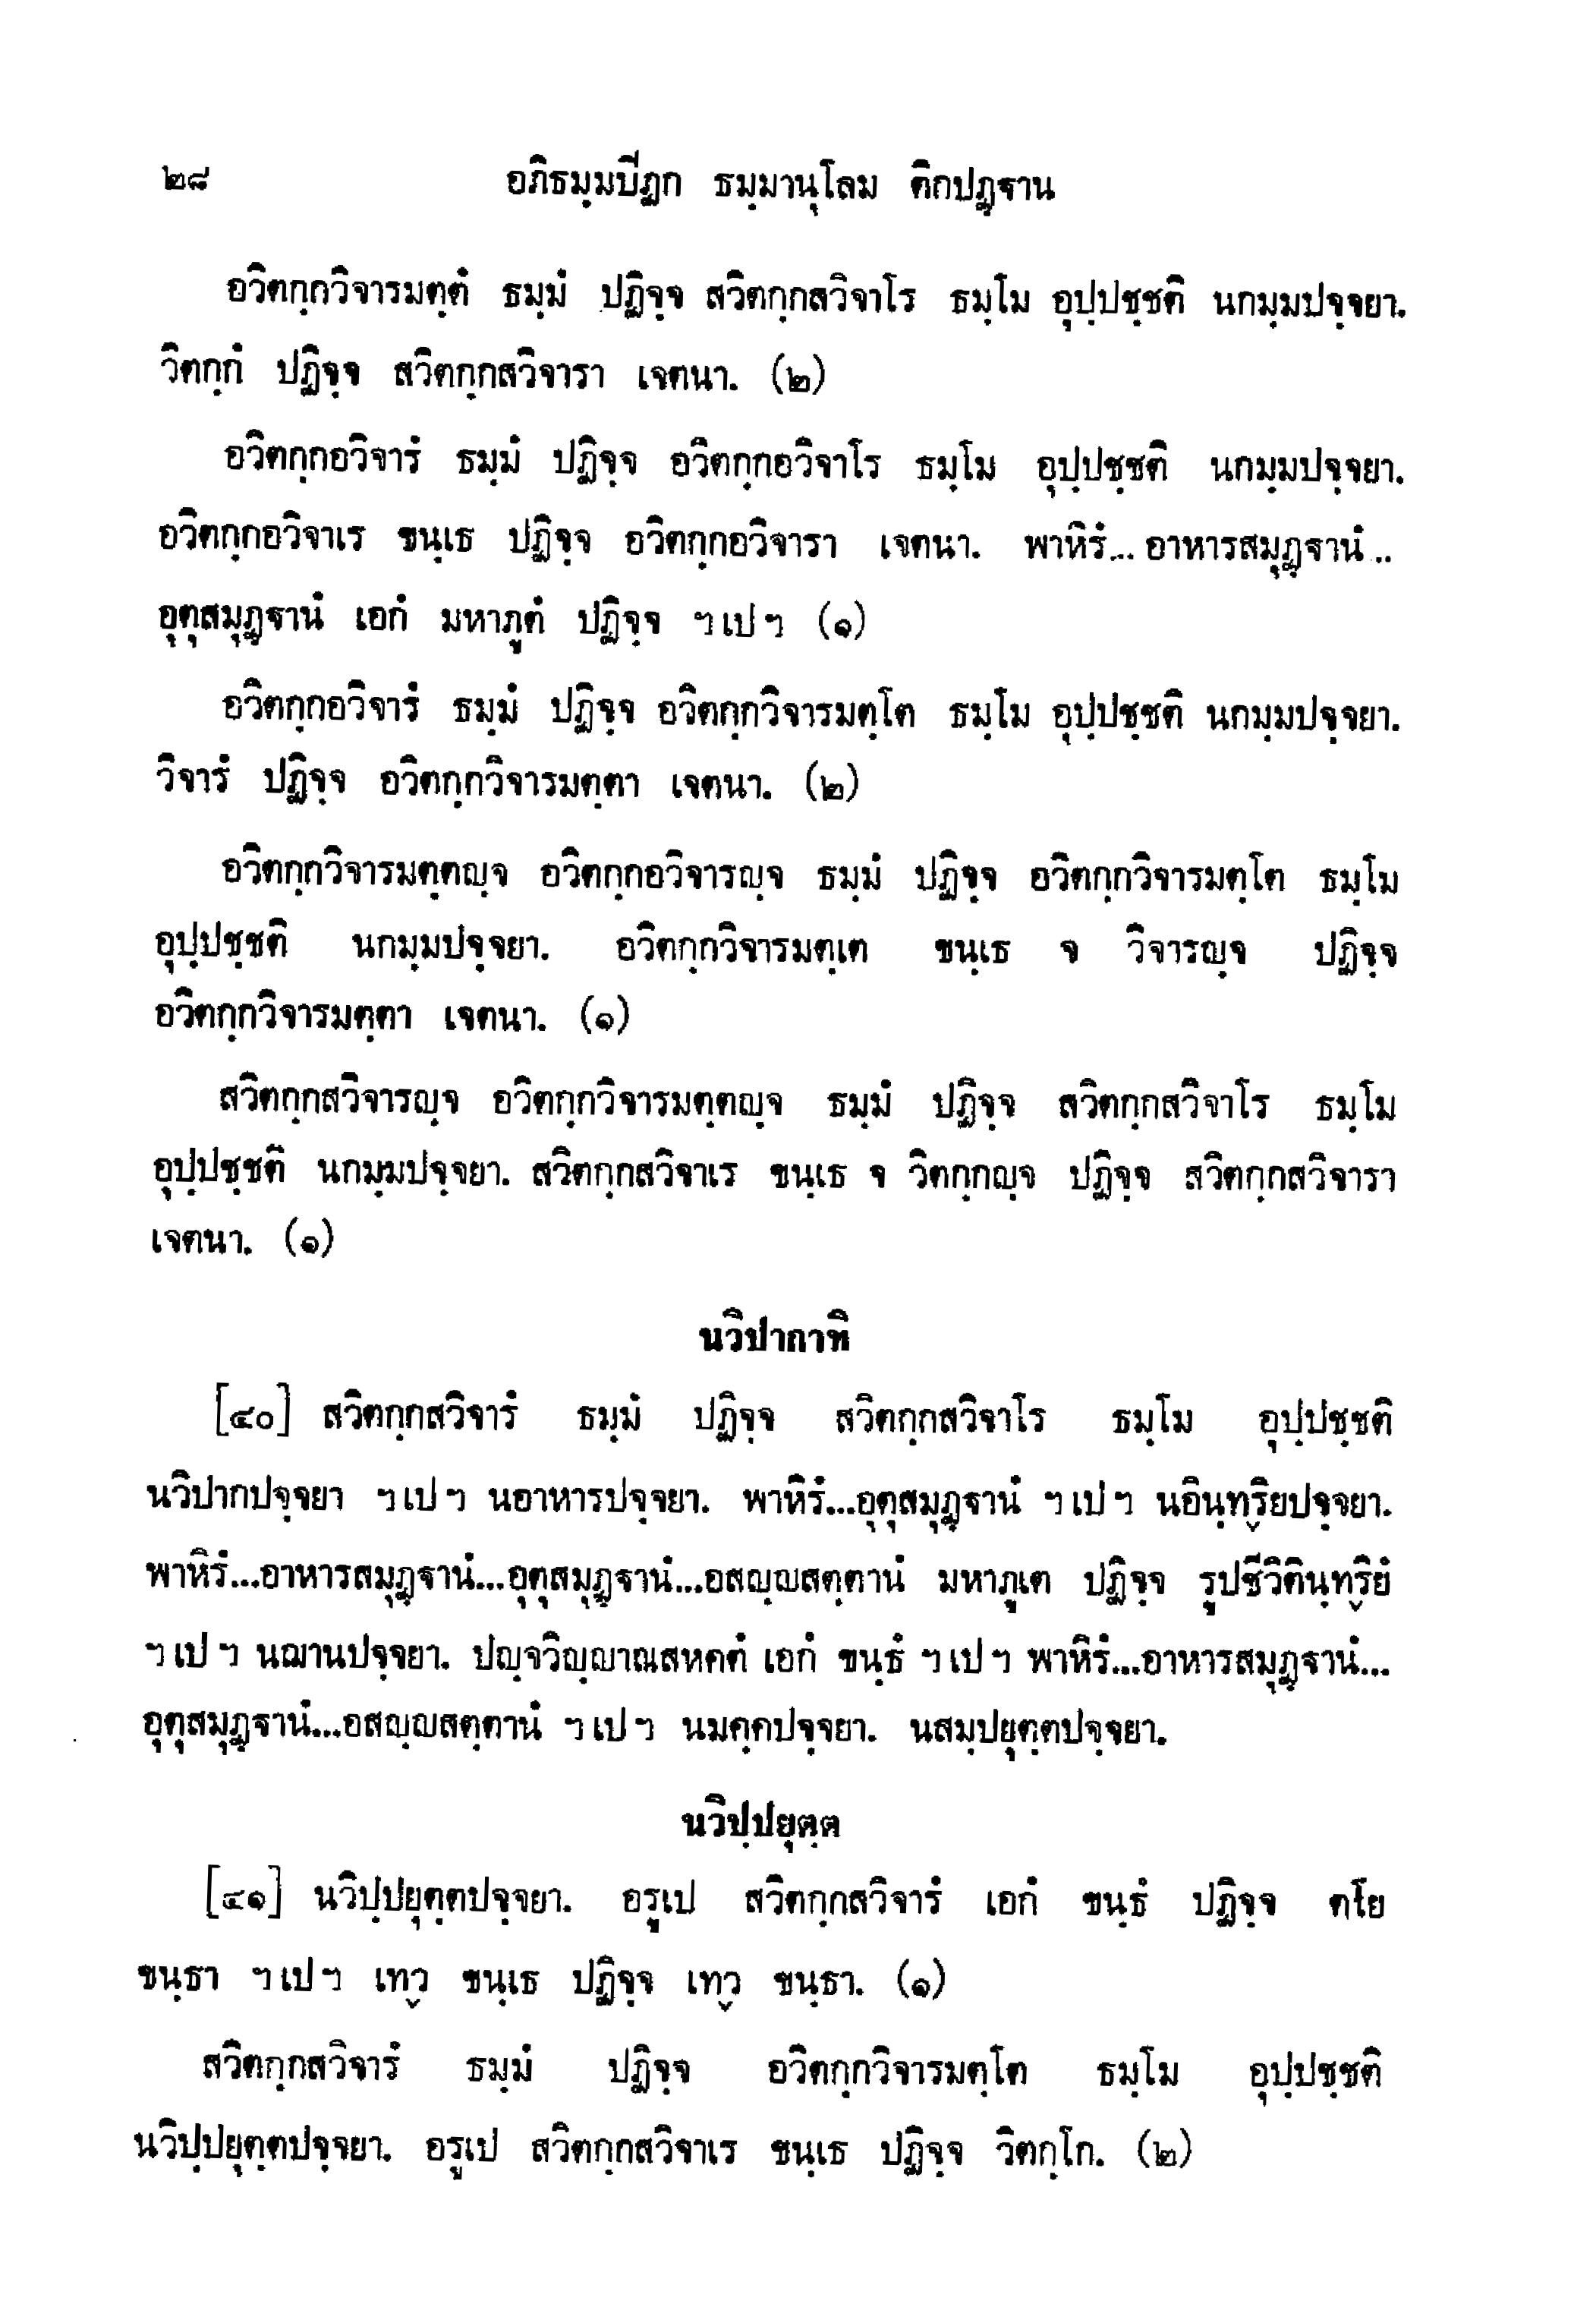 ๒๘ อภิธมฺมปิฏก ธมฺมานุโลม ติกปฏฺฐาน
อวิตกฺกวิจารมตฺตํ ธมฺมํ ปฏิจฺจ สวิตกฺกสวิจาโร ธมฺโม อุปฺปชฺชติ นกมฺมปจฺจยา.
วิตกฺกํ ปฏิจฺจ สวิตกฺกสวิจารา เจตนา. (๒)
อวิตกฺกอวิจารํ ธมฺมํ ปฏิจฺจ อวิตกฺกอวิจาโร ธมฺโม อุปฺปชฺชติ นกมฺมปจฺจยา.
อวิตกฺกอวิจาเร ขนฺเธ ปฏิจฺจ อวิตกฺกอวิจารา เจตนา. พาหิรํ... อาหารสมุฏฺฐานํ...
อุตุสมุฏฺฐานํ เอกํ มหาภูตํ ปฏิจฺจ ฯเปฯ (๑)
อวิตกฺกอวิจารํ ธมฺมํ ปฏิจฺจ อวิตกฺกวิจารมตฺโต ธมฺโม อุปฺปชฺชติ นกมฺมปจฺจยา.
วิจารํ ปฏิจฺจ อวิตกฺกวิจารมตฺตา เจตนา. (๒)
อวิตกฺกวิจารมตฺตญฺจ อวิตกฺกอวิจารญฺจ ธมฺมํ ปฏิจฺจ อวิตกฺกวิจารมตฺโต ธมฺโม
อุปฺปชฺชติ นกมฺมปจฺจยา. อวิตกฺกวิจารมตฺเต ขนฺเธ จ วิจารญฺจ ปฏิจฺจ
อวิตกฺกวิจารมตฺตา เจตนา. (๑)
สวิตกฺกสวิจารญฺจ อวิตกฺกวิจารมตฺตญฺจ ธมฺมํ ปฏิจฺจ สวิตกฺกสวิจาโร ธมฺโม
อุปฺปชฺชติ นกมฺมปจฺจยา. สวิตกฺกสวิจาเร ขนฺเธ จ วิตกฺกญฺจ ปฏิจฺจ สวิตกฺกสวิจารา
เจตนา. (๑)
นวิปากาทิ
[๔๐] สวิตกฺกสวิจารํ ธมฺมํ ปฏิจฺจ สวิตกฺกสวิจาโร ธมฺโม อุปฺปชฺชติ
นวิปากปจฺจยา ฯเปฯ นอาหารปจฺจยา. พาหิรํ...อุตุสมุฏฺฐานํ ฯเปฯ นอินฺทฺริยปจฺจยา.
พาหิรํ...อาหารสมุฏฺฐานํ...อุตุสมุฏฺฐานํ...อสญฺญสตฺตานํ มหาภูเต ปฏิจฺจ รูปชีวิตินฺทฺริยํ
ฯเปฯ นฌานปจฺจยา. ปญฺจวิญฺญาณสหคตํ เอกํ ขนฺธํ ฯเปฯ พาหิรํ...อาหารสมุฏฺฐานํ...
อุตุสมุฏฺฐานํ...อสญฺญสตฺตานํ ฯเปฯ นมคฺคปจฺจยา. นสมฺปยุตฺตปจฺจยา.
นวิปฺปยุตฺต
[๔๑] นวิปฺปยุตฺตปจฺจยา. อรูเป สวิตกฺกสวิจารํ เอกํ ขนฺธํ ปฏิจฺจ ตโย
ขนฺธา ฯเปฯ เทฺว ขนฺเธ ปฏิจฺจ เทฺว ขนฺธา. (๑)
สวิตกฺกสวิจารํ ธมฺมํ ปฏิจฺจ อวิตกฺกวิจารมตฺโต ธมฺโม อุปฺปชฺชติ
นวิปฺปยุตฺตปจฺจยา. อรูเป สวิตกฺกสวิจาเร ขนฺเธ ปฏิจฺจ วิตกฺโก. (๒)